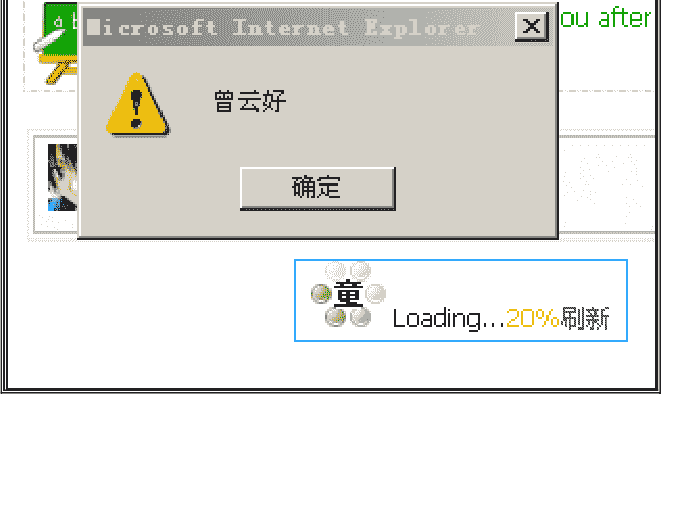 Microsoft Internet Explorer
ou after
曾云好
确定
童
Loading...20%刷新